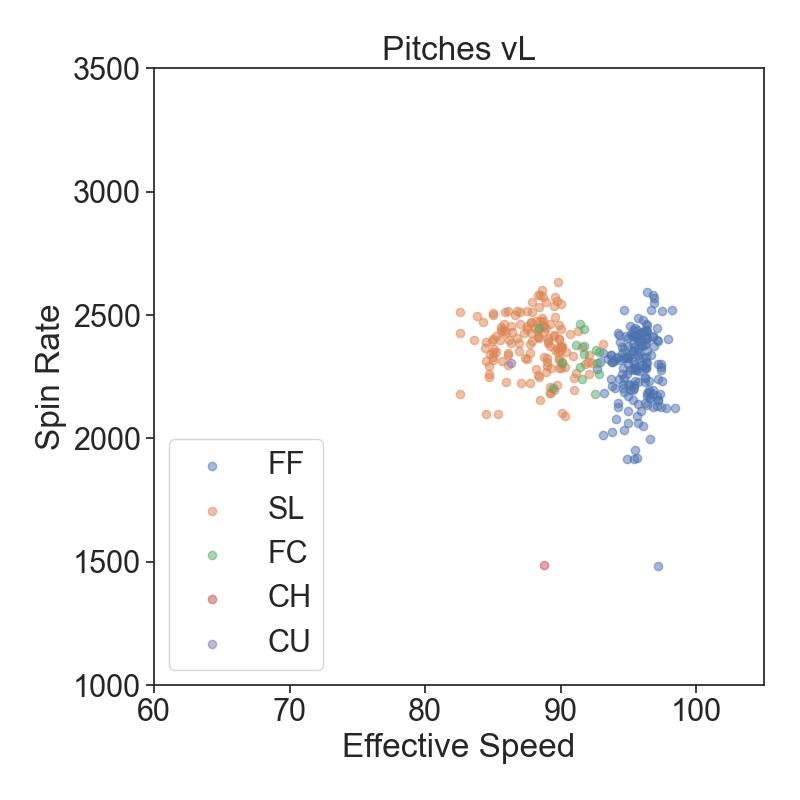 Pitches vL
3500
3000
2500
2000
1500
1000
Spin Rate
FF
SL
FC
CH
CU
60 70 80 90 100
Effective Speed